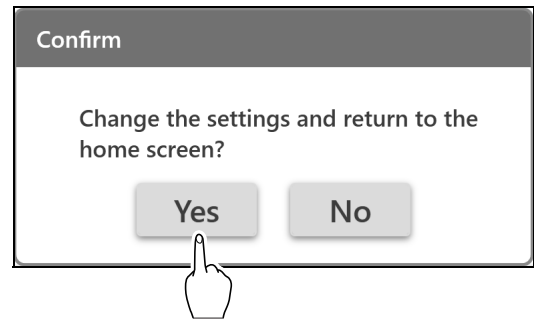 Confirm
Change the settings and return to the
home screen?
Yes
No